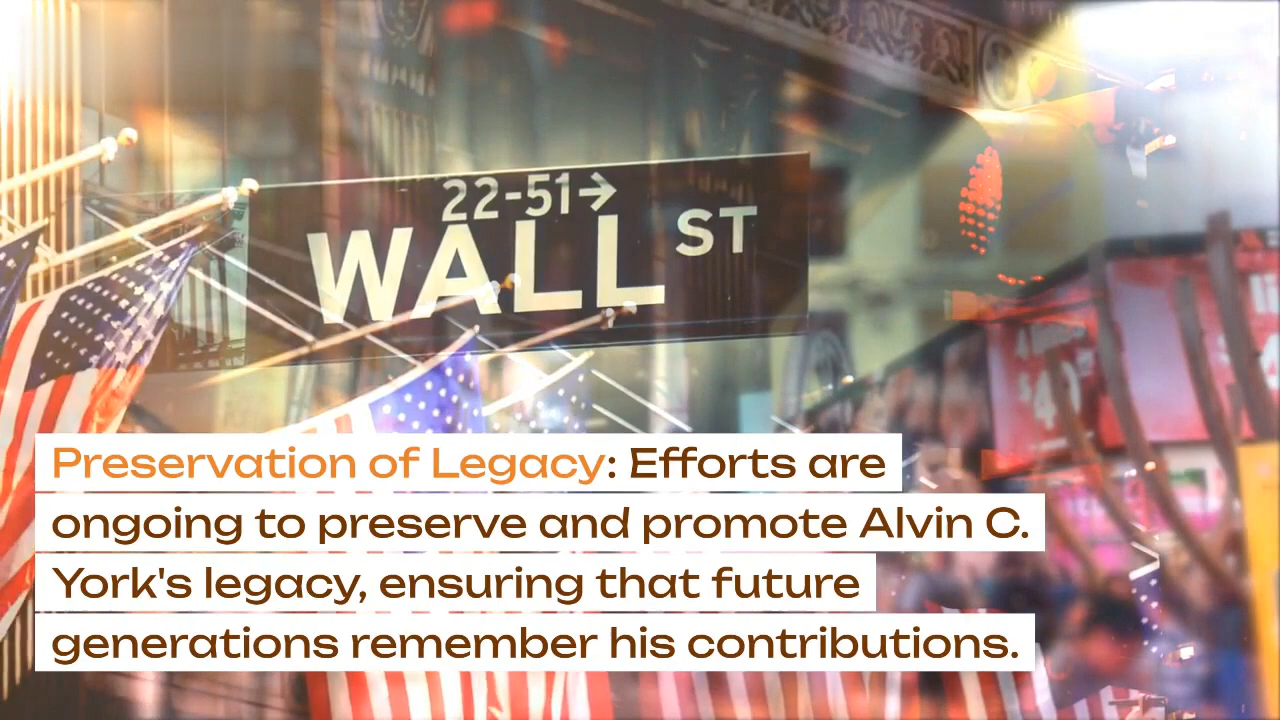 22-51→
WALL ST
Preservation of Legacy: Efforts are
ongoing to preserve and promote Alvin C.
York's legacy, ensuring that future
generations remember his contributions.